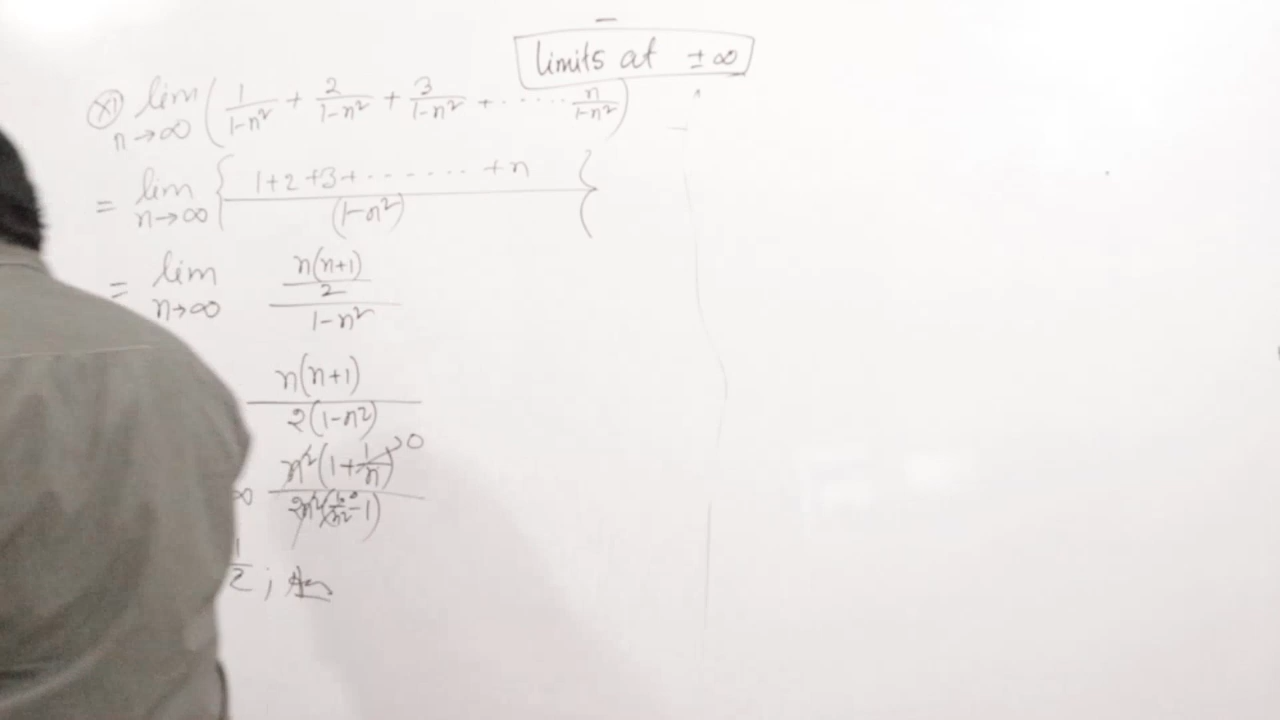 limits at ±∞
XI lim n→∞ (1/1-n² + 2/1-n² + 3/1-n² + ...... n/1-n²)
= lim n→∞ { 1+2+3+........+n / (1-n²) }
= lim n→∞ n(n+1)/2 / 1-n²
n(n+1) / 2(1-n²)
∞ n²(1+1/n)→0 / 2n²(1/n²-1)
1/2 ; Ans